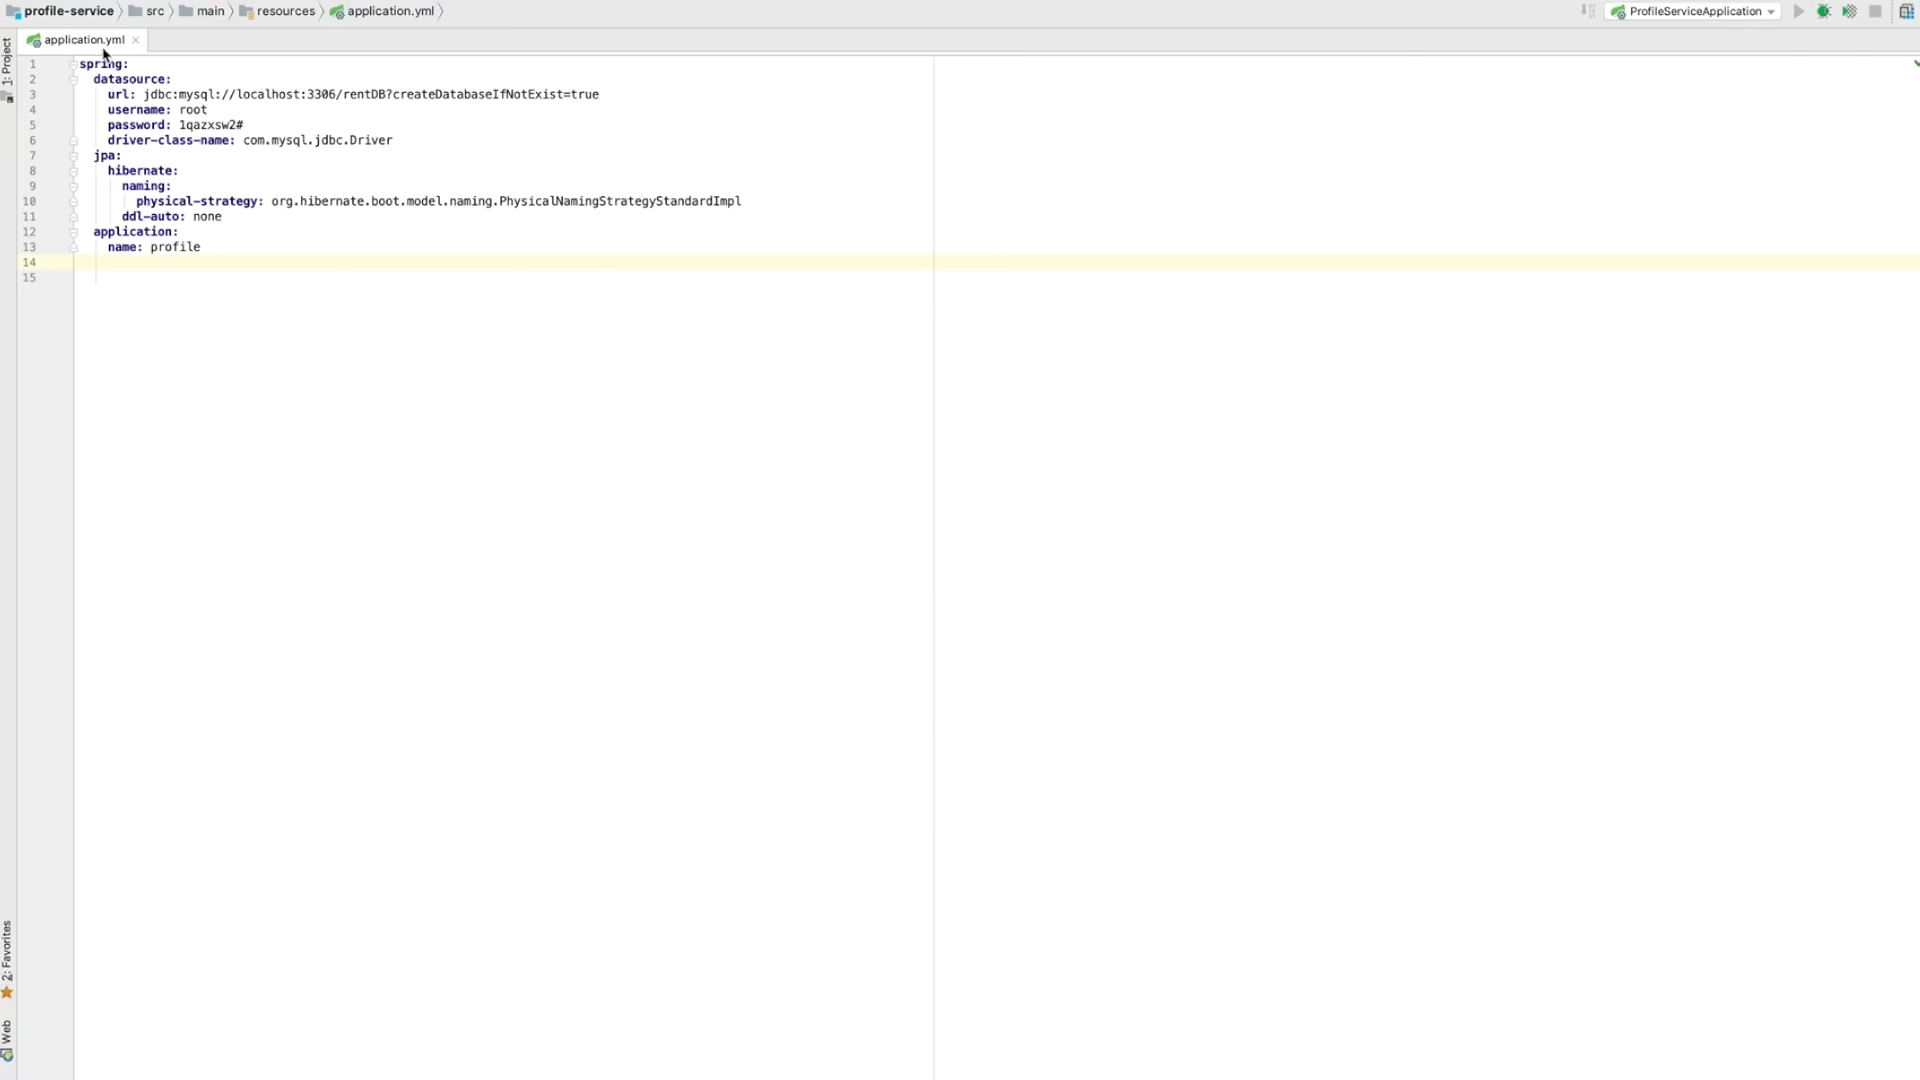 profile-service src main resources application.yml ProfileServiceApplication
application.yml
1: Project
1 spring:
2 datasource:
3 url: jdbc:mysql://localhost:3306/rentDB?createDatabaseIfNotExist=true
4 username: root
5 password: 1qazxsw2#
6 driver-class-name: com.mysql.jdbc.Driver
7 jpa:
8 hibernate:
9 naming:
10 physical-strategy: org.hibernate.boot.model.naming.PhysicalNamingStrategyStandardImpl
11 ddl-auto: none
12 application:
13 name: profile
14
15
2: Favorites
Web